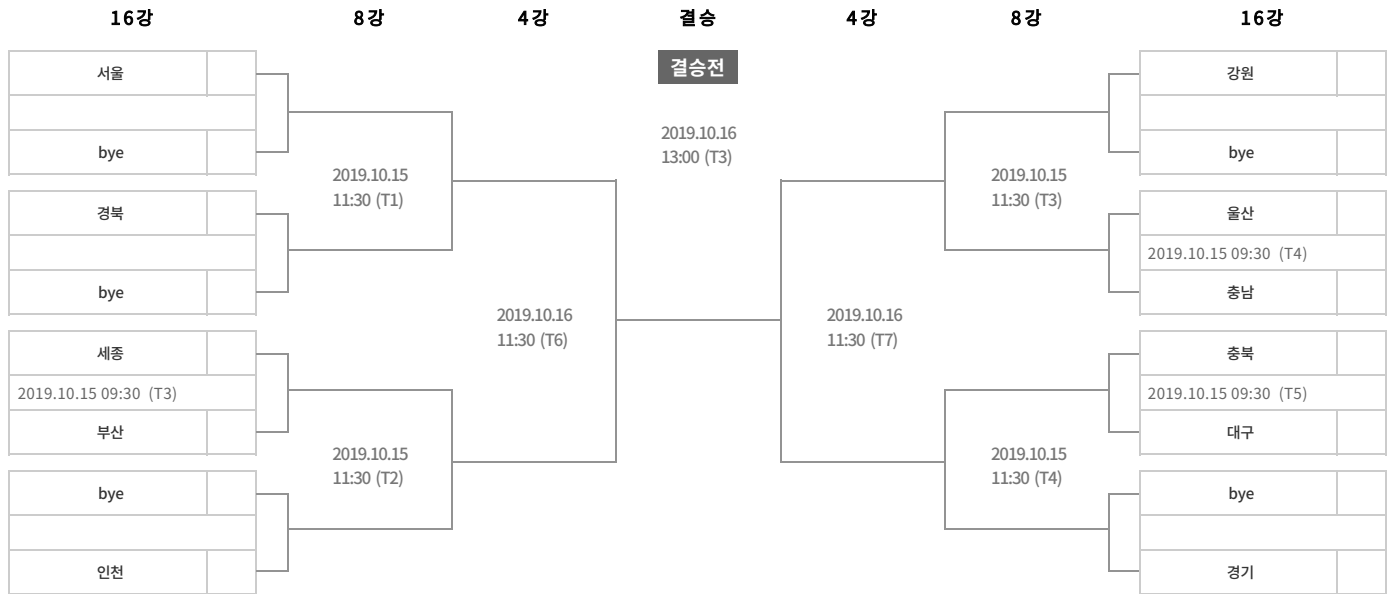 16강 8강 4강 결승 4강 8강 16강
결승전
서울
bye
경북
bye
세종
2019.10.15 09:30 (T3)
부산
bye
인천
2019.10.15
11:30 (T1)
2019.10.15
11:30 (T2)
2019.10.16
11:30 (T6)
2019.10.16
13:00 (T3)
2019.10.16
11:30 (T7)
2019.10.15
11:30 (T3)
2019.10.15
11:30 (T4)
강원
bye
울산
2019.10.15 09:30 (T4)
충남
충북
2019.10.15 09:30 (T5)
대구
bye
경기